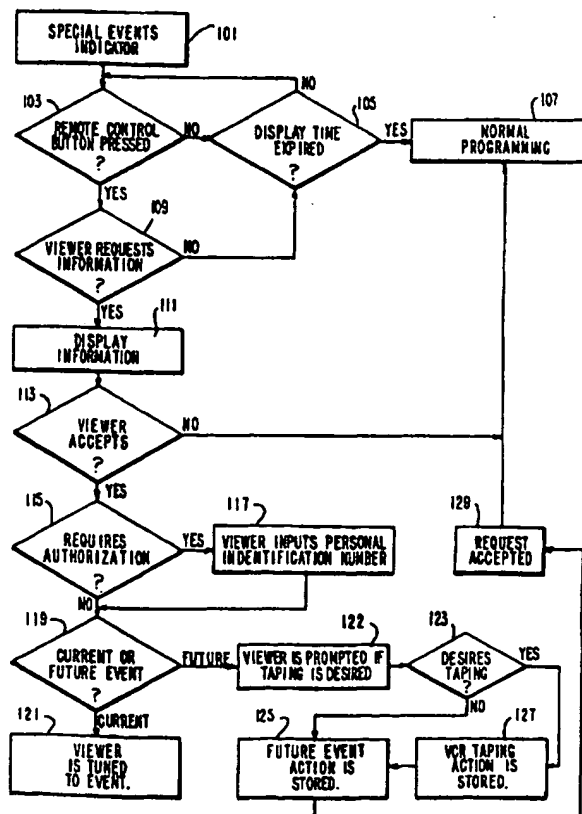 SPECIAL EVENTS
INDICATOR
101
NO
103
REMOTE CONTROL
BUTTON PRESSED
?
NO
105
DISPLAY TIME
EXPIRED
?
YES
107
NORMAL
PROGRAMMING
YES
109
VIEWER REQUESTS
INFORMATION
?
NO
YES
111
DISPLAY
INFORMATION
113
VIEWER
ACCEPTS
?
NO
YES
115
REQUIRES
AUTHORIZATION
?
YES
117
VIEWER INPUTS PERSONAL
INDENTIFICATION NUMBER
129
REQUEST
ACCEPTED
NO
119
CURRENT OR
FUTURE EVENT
?
FUTURE
122
VIEWER IS PROMPTED IF
TAPING IS DESIRED
123
DESIRES
TAPING
?
YES
NO
CURRENT
121
VIEWER
IS TUNED
TO EVENT.
125
FUTURE EVENT
ACTION IS
STORED.
127
VCR TAPING
ACTION IS
STORED.